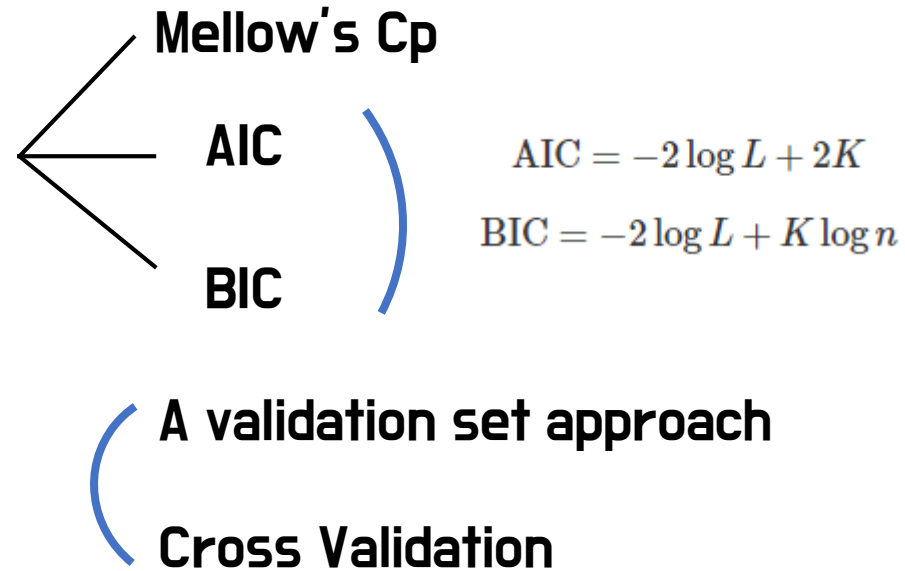 Mellow's Cp
AIC
AIC = −2 log L + 2K
BIC = −2 log L + K log n
BIC
A validation set approach
Cross Validation